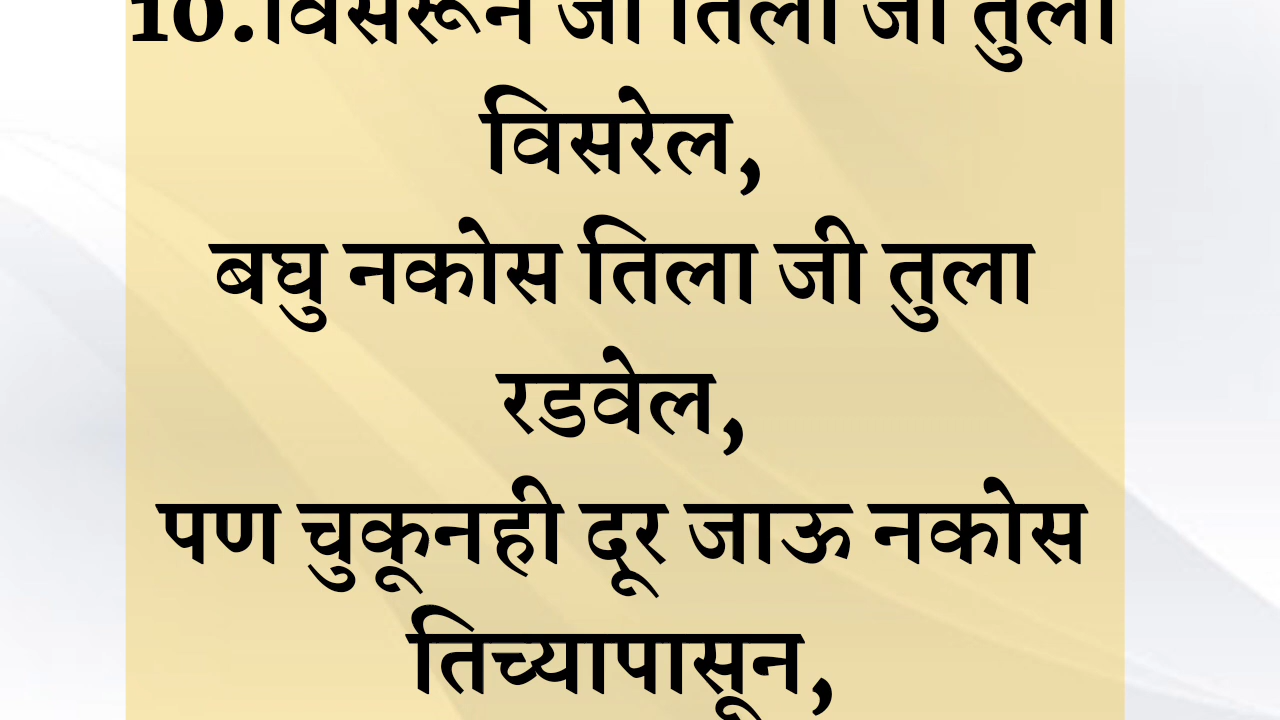 10.विसरून जा तिला जी तुला
विसरेल,
बघु नकोस तिला जी तुला
रडवेल,
पण चुकूनही दूर जाऊ नकोस
तिच्यापासून,